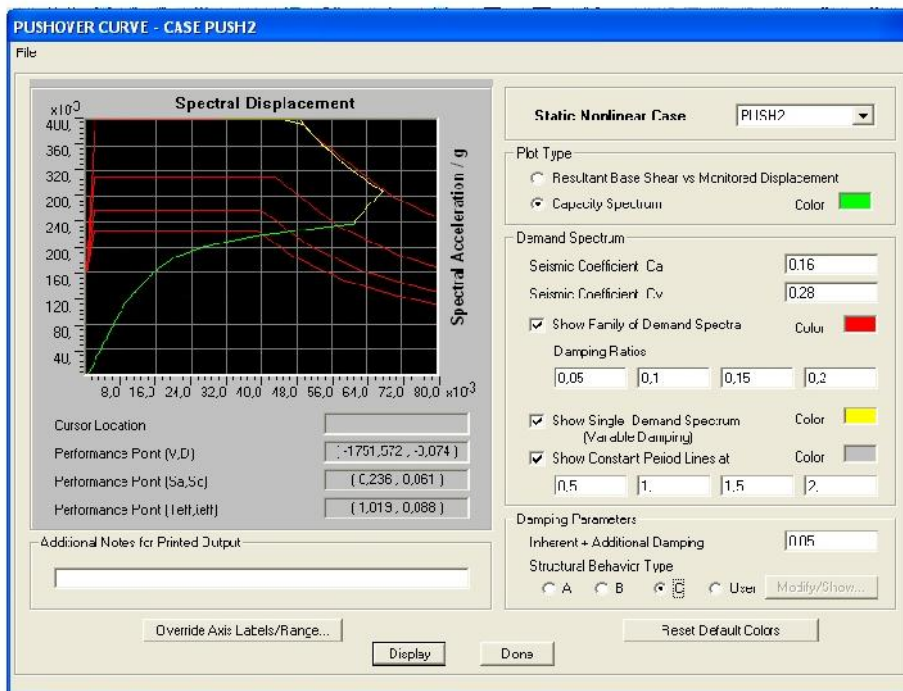 PUSHOVER CURVE - CASE PUSH2
File
Spectral Displacement
x10⁻³
400,
360,
320,
280,
240,
200,
160,
120,
80,
40,
8,0 16,0 24,0 32,0 40,0 48,0 56,0 64,0 72,0 80,0 x10⁻³
Spectral Acceleration / g
Cursor Location
Performance Point (V,D)
( -1751,572 , -0,074 )
Performance Point (Sa,Sd)
( 0,236 , 0,061 )
Performance Point (Teff,ßeff)
( 1,019 , 0,088 )
Additional Notes for Printed Output
Override Axis Labels/Range...
Static Nonlinear Case
PUSH2
Plot Type
Resultant Base Shear vs Monitored Displacement
Capacity Spectrum
Color
Demand Spectrum
Seismic Coefficient Ca
0.16
Seismic Coefficient Cv
0.28
Show Family of Demand Spectra
Color
Damping Ratios
0,05 0,1 0,15 0,2
Show Single Demand Spectrum
Color
(Variable Damping)
Show Constant Period Lines at
Color
0,5 1, 1,5 2,
Damping Parameters
Inherent + Additional Damping
0.05
Structural Behavior Type
A B C User Modify/Show...
Reset Default Colors
Display Done